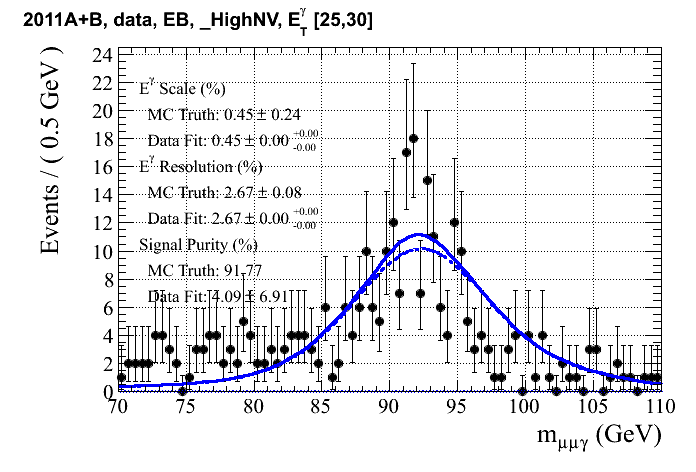 2011A+B, data, EB, _HighNV, E_T^γ [25,30]
Events / ( 0.5 GeV )
24
22
20
18
16
14
12
10
8
6
4
2
0
E^γ Scale (%)
MC Truth: 0.45 ± 0.24
Data Fit: 0.45 ± 0.00 +0.00 -0.00
E^γ Resolution (%)
MC Truth: 2.67 ± 0.08
Data Fit: 2.67 ± 0.00 +0.00 -0.00
Signal Purity (%)
MC Truth: 91.77
Data Fit: 4.09 ± 6.91
70 75 80 85 90 95 100 105 110
m_μμγ (GeV)